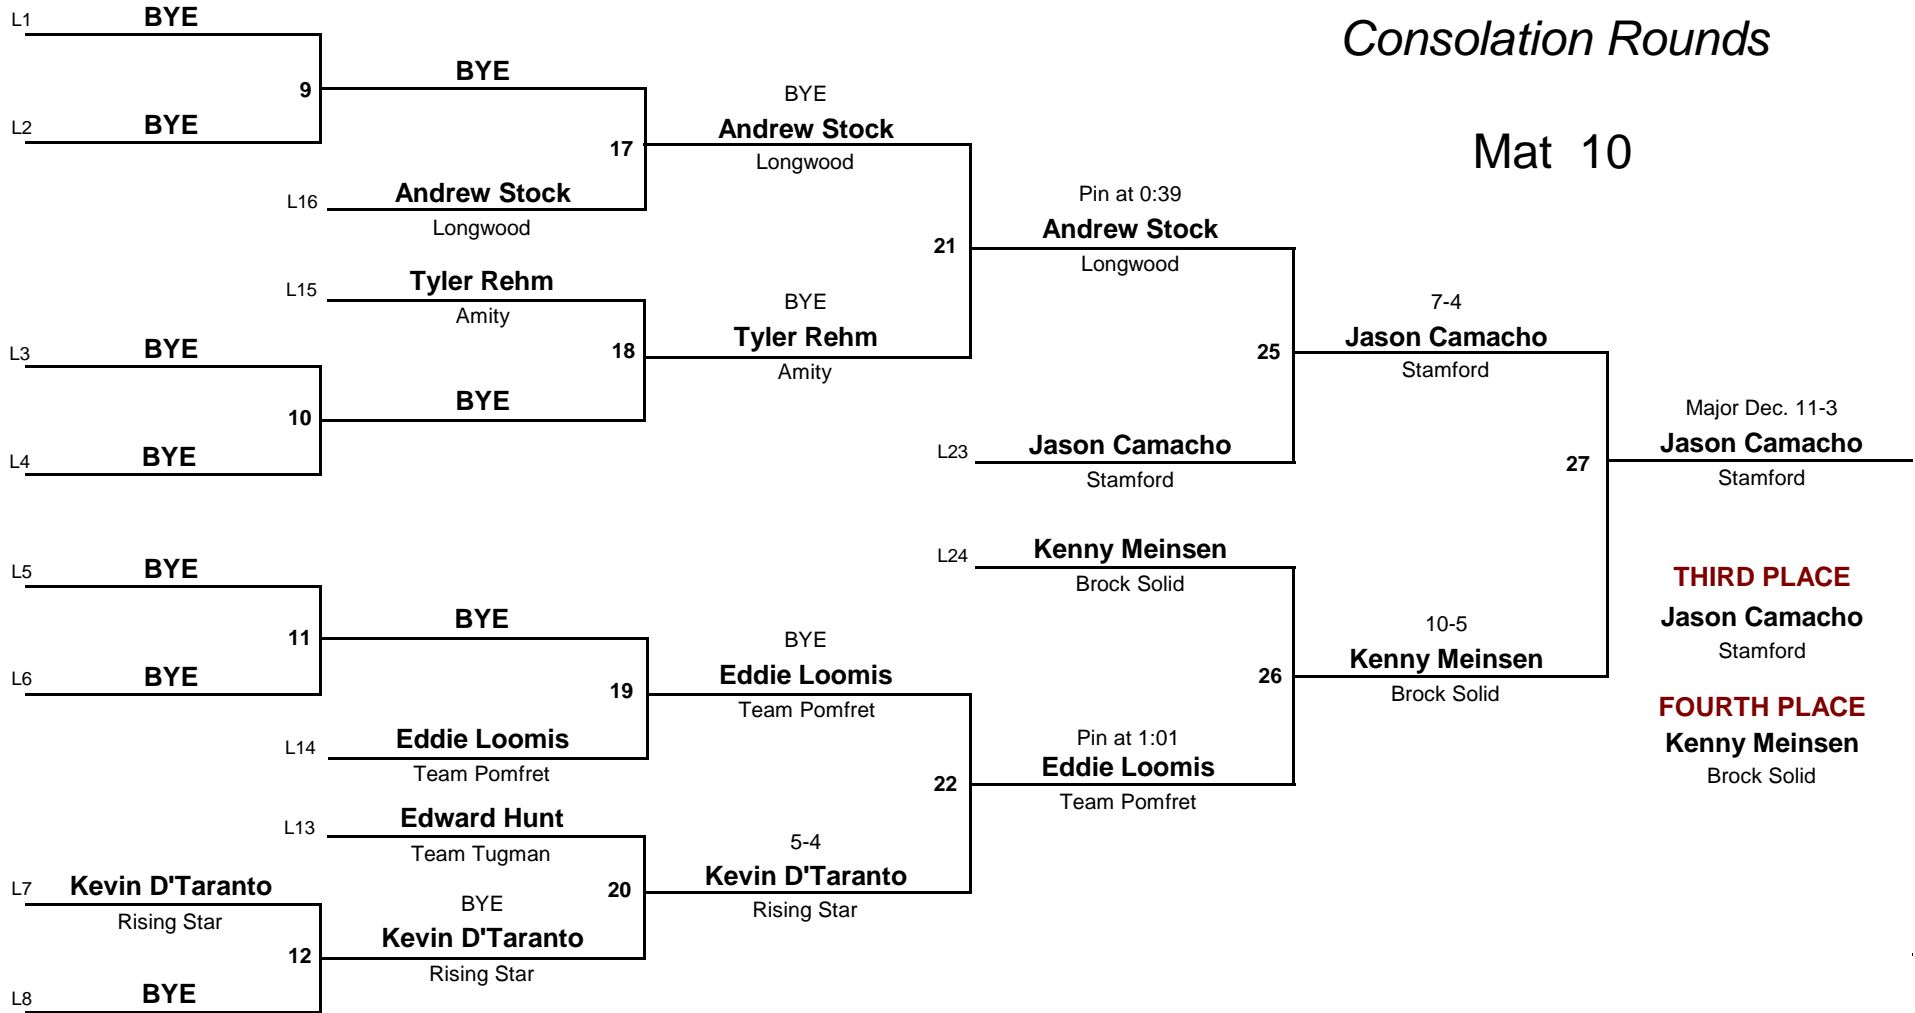 Consolation Rounds
Mat 10
L1
BYE
9
L2
BYE
BYE
17
L16
Andrew Stock
Longwood
BYE
Andrew Stock
Longwood
21
L15
Tyler Rehm
Amity
18
BYE
Tyler Rehm
Amity
L3
BYE
10
BYE
L4
BYE
Pin at 0:39
Andrew Stock
Longwood
25
L23
Jason Camacho
Stamford
7-4
Jason Camacho
Stamford
27
Major Dec. 11-3
Jason Camacho
Stamford
L5
BYE
11
BYE
L6
BYE
19
L14
Eddie Loomis
Team Pomfret
BYE
Eddie Loomis
Team Pomfret
22
L13
Edward Hunt
Team Tugman
20
L7
Kevin D'Taranto
Rising Star
12
BYE
Kevin D'Taranto
Rising Star
L8
BYE
5-4
Kevin D'Taranto
Rising Star
L24
Kenny Meinsen
Brock Solid
26
Pin at 1:01
Eddie Loomis
Team Pomfret
10-5
Kenny Meinsen
Brock Solid
THIRD PLACE
Jason Camacho
Stamford
FOURTH PLACE
Kenny Meinsen
Brock Solid